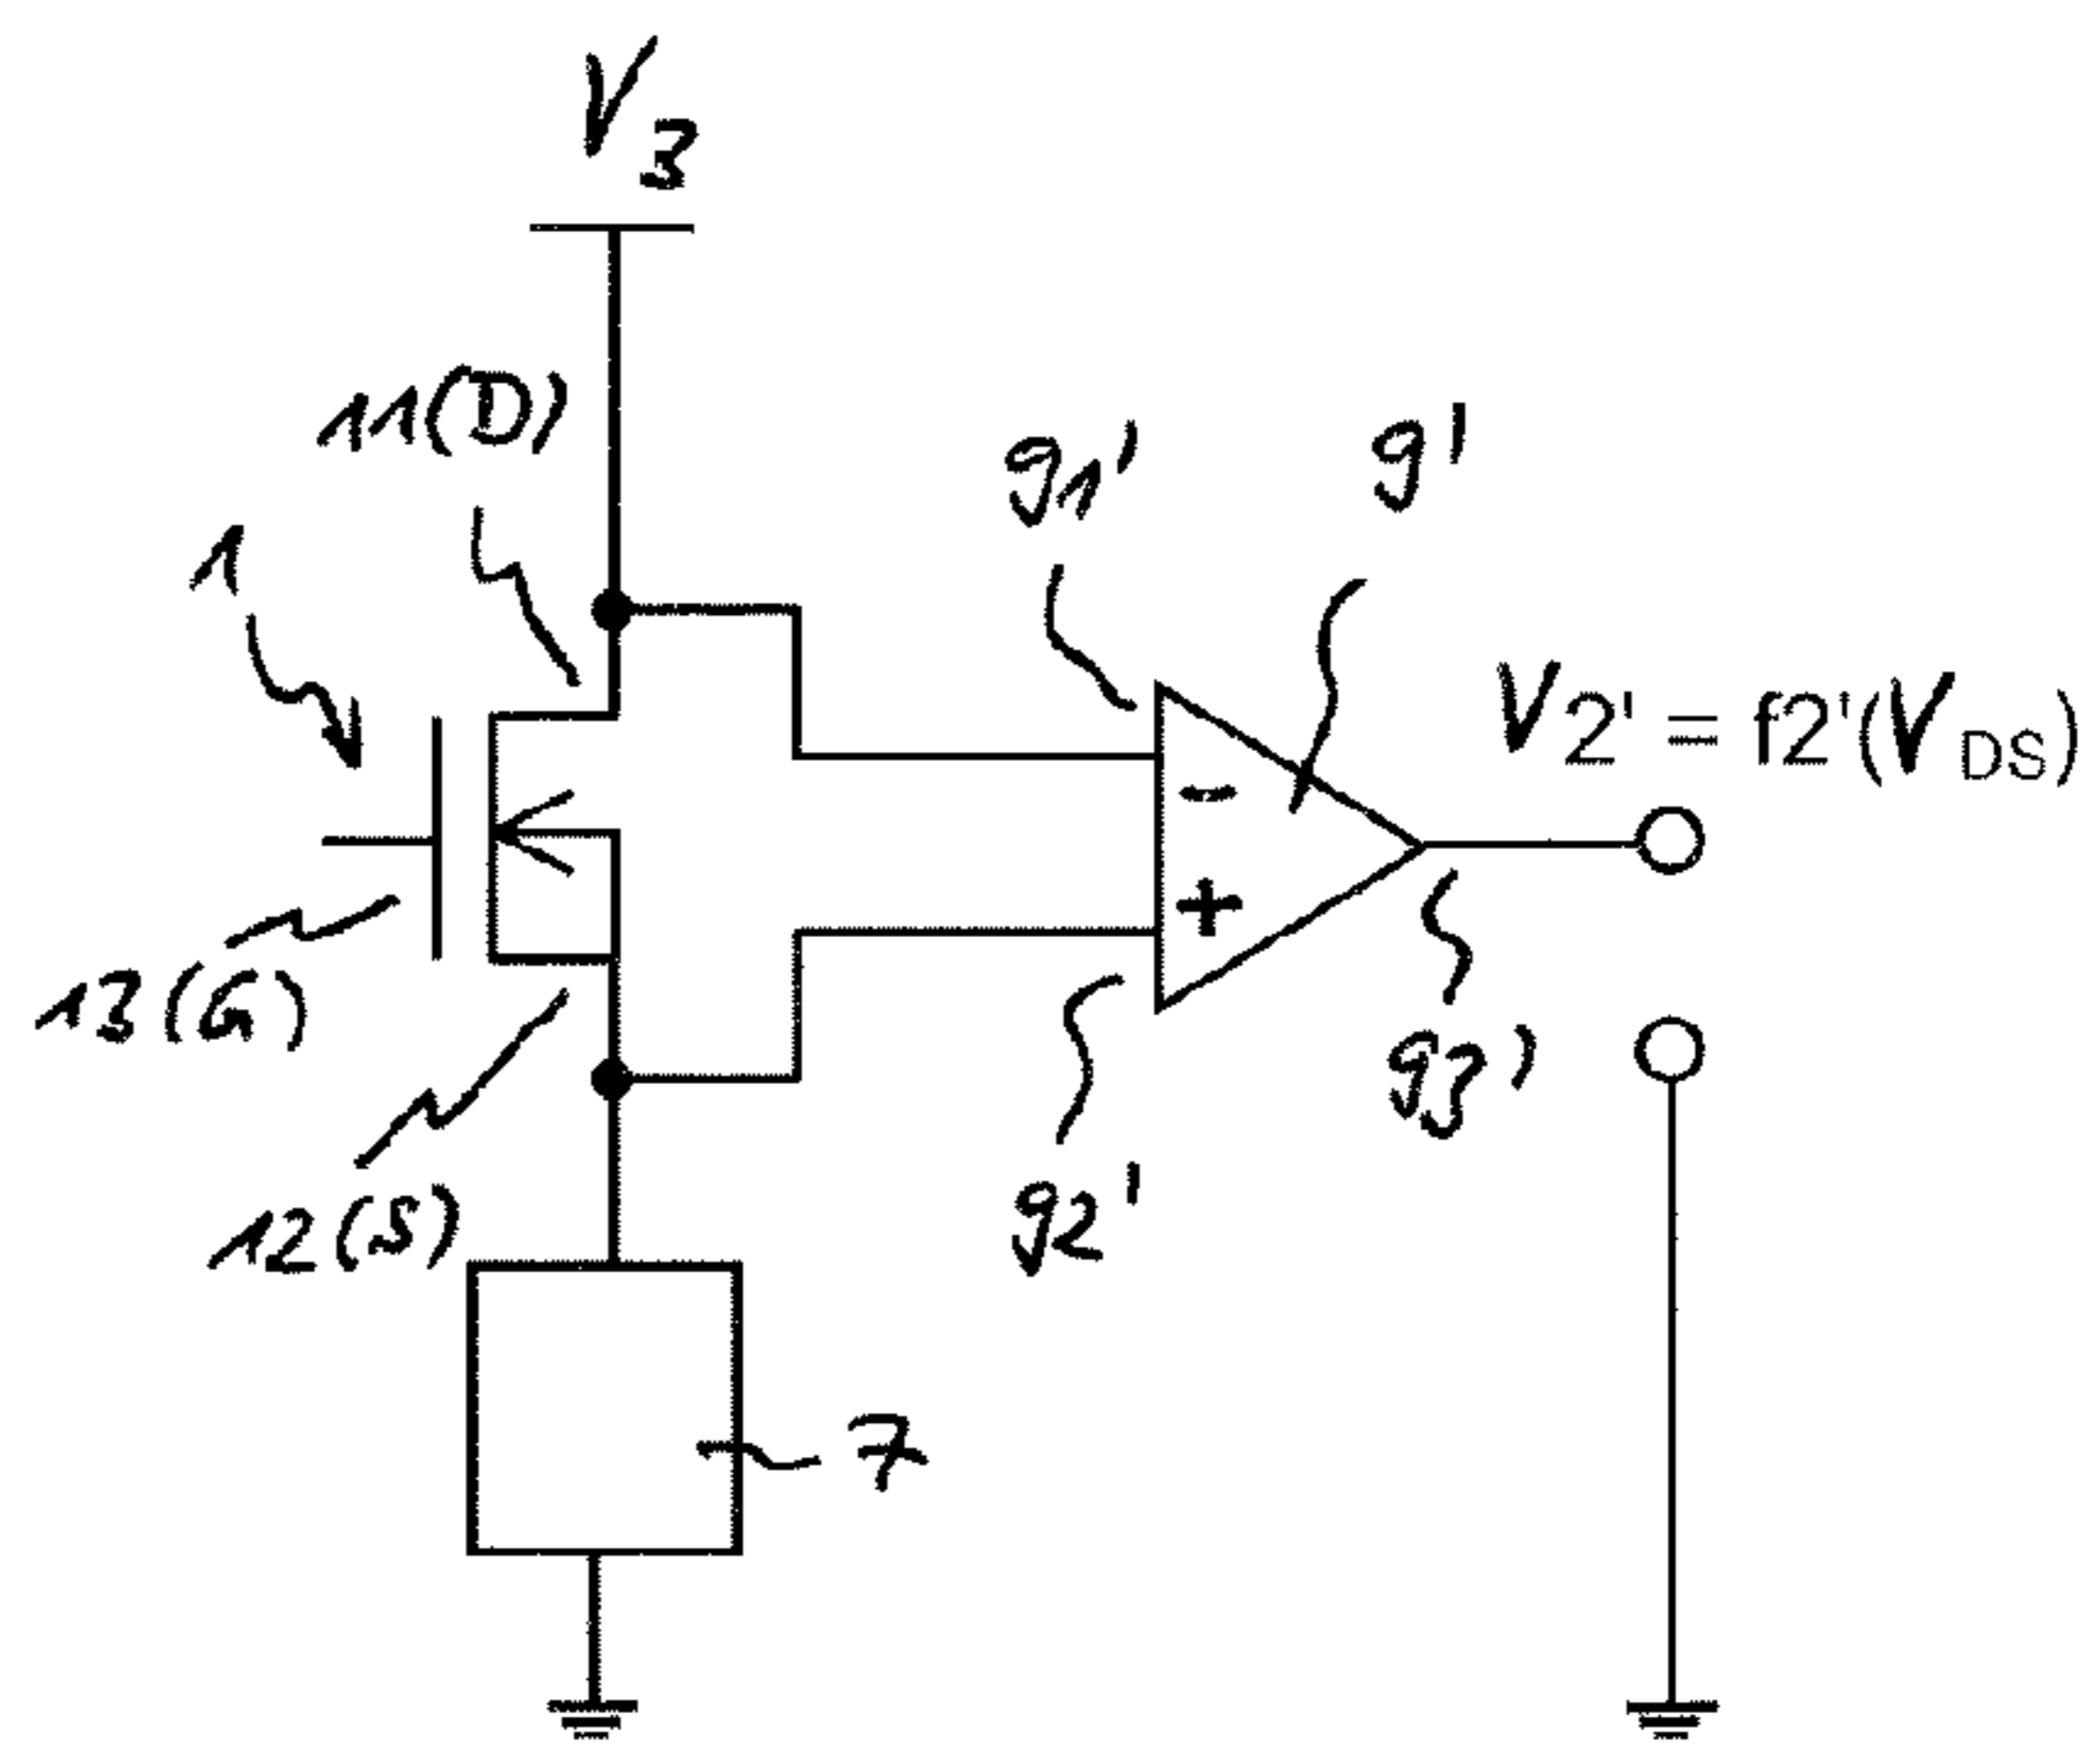 V3
11(D)
91'
9'
1
V2' = f2'(VDS)
-
+
13(G)
93'
12(S)
92'
7